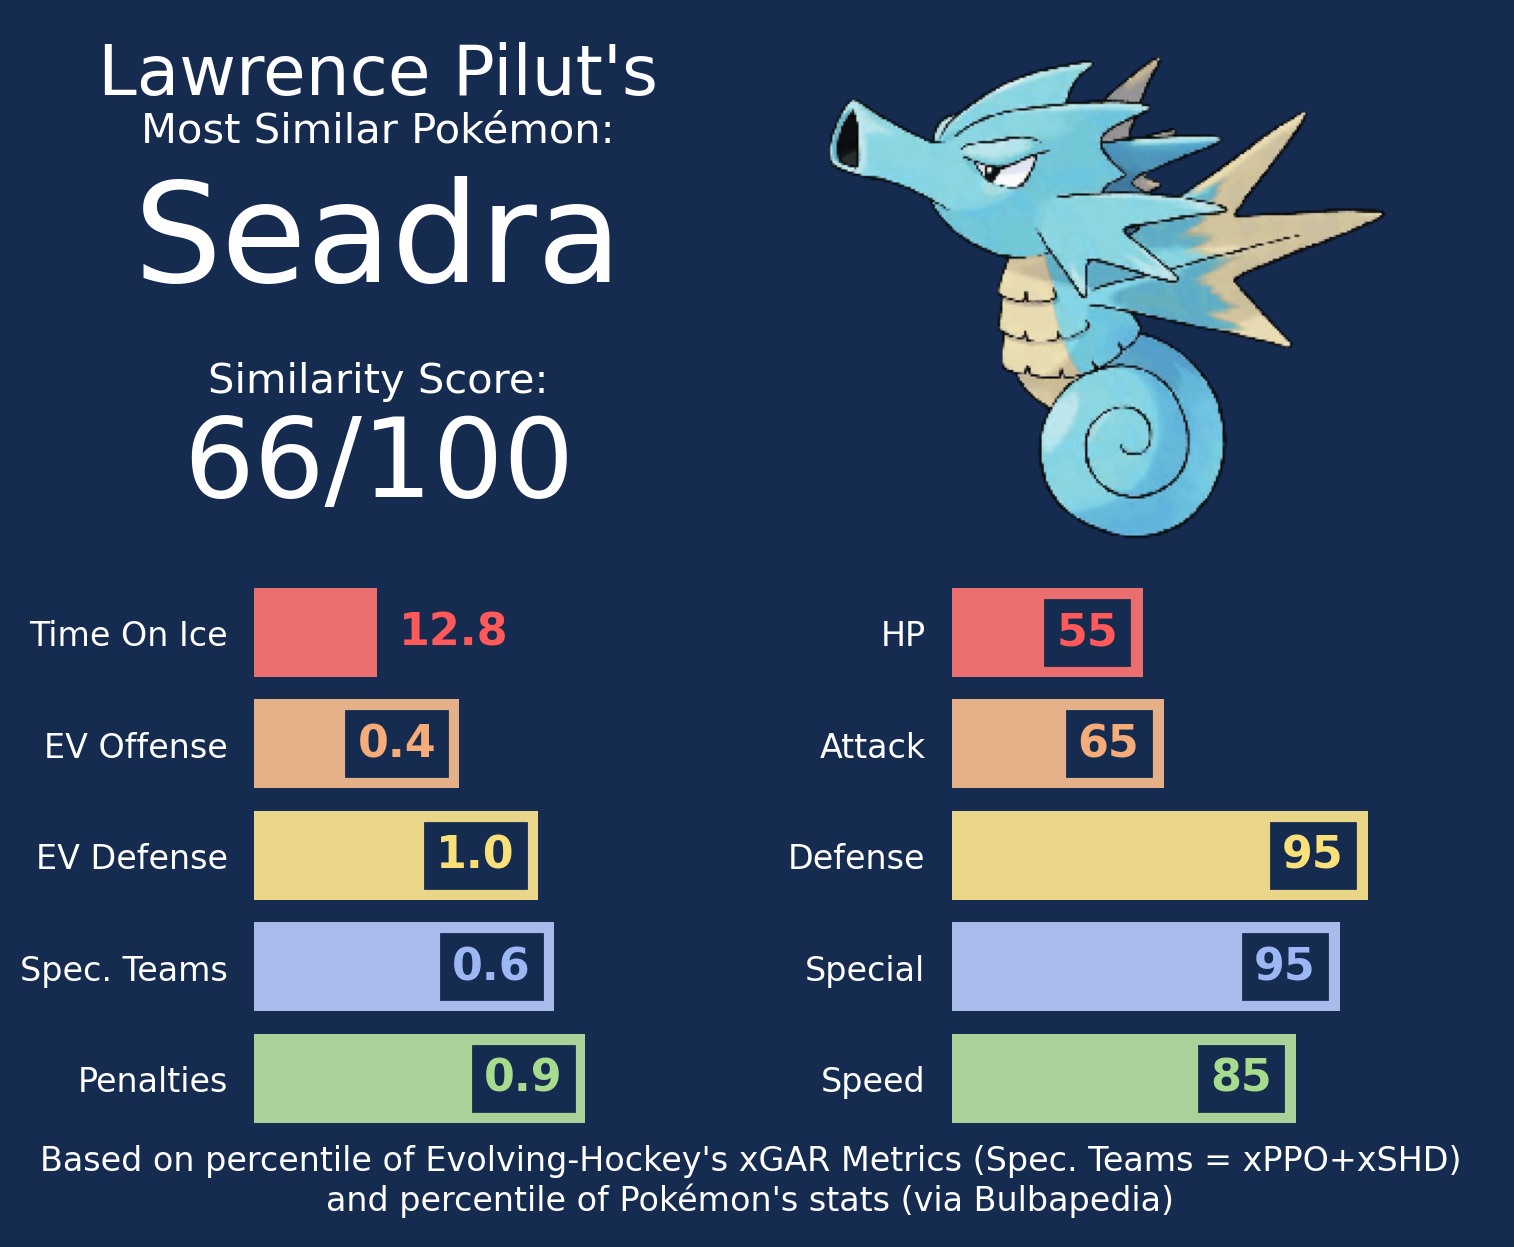 Lawrence Pilut's
Most Similar Pokémon:
Seadra
Similarity Score:
66/100
Time On Ice 12.8
EV Offense 0.4
EV Defense 1.0
Spec. Teams 0.6
Penalties 0.9
HP 55
Attack 65
Defense 95
Special 95
Speed 85
Based on percentile of Evolving-Hockey's xGAR Metrics (Spec. Teams = xPPO+xSHD)
and percentile of Pokémon's stats (via Bulbapedia)